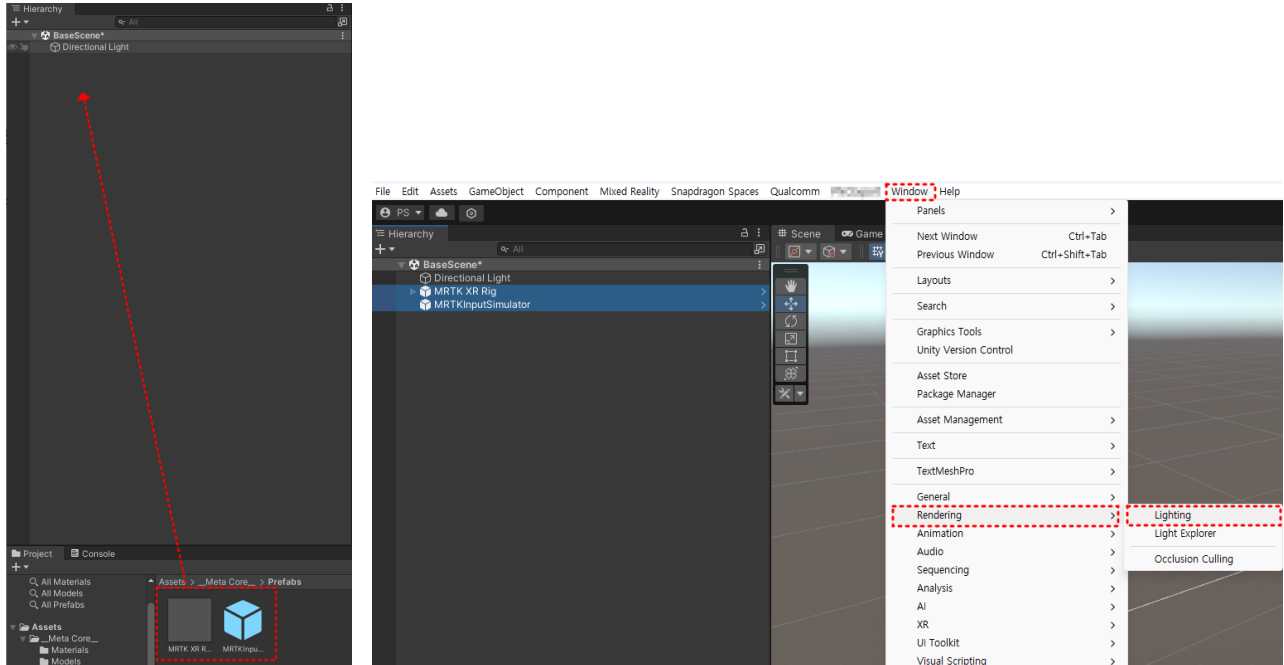 Hierarchy
All
BaseScene*
Directional Light
Project
Console
All Materials
All Models
All Prefabs
Assets > __Meta Core__ > Prefabs
Assets
__Meta Core__
Materials
Models
MRTK XR R...
MRTKInpu...
File Edit Assets GameObject Component Mixed Reality Snapdragon Spaces Qualcomm Window Help
PS
Hierarchy
All
BaseScene*
Directional Light
MRTK XR Rig
MRTKInputSimulator
Scene
Game
Panels
Next Window Ctrl+Tab
Previous Window Ctrl+Shift+Tab
Layouts
Search
Graphics Tools
Unity Version Control
Asset Store
Package Manager
Asset Management
Text
TextMeshPro
General
Rendering
Animation
Audio
Sequencing
Analysis
AI
XR
UI Toolkit
Visual Scripting
Lighting
Light Explorer
Occlusion Culling